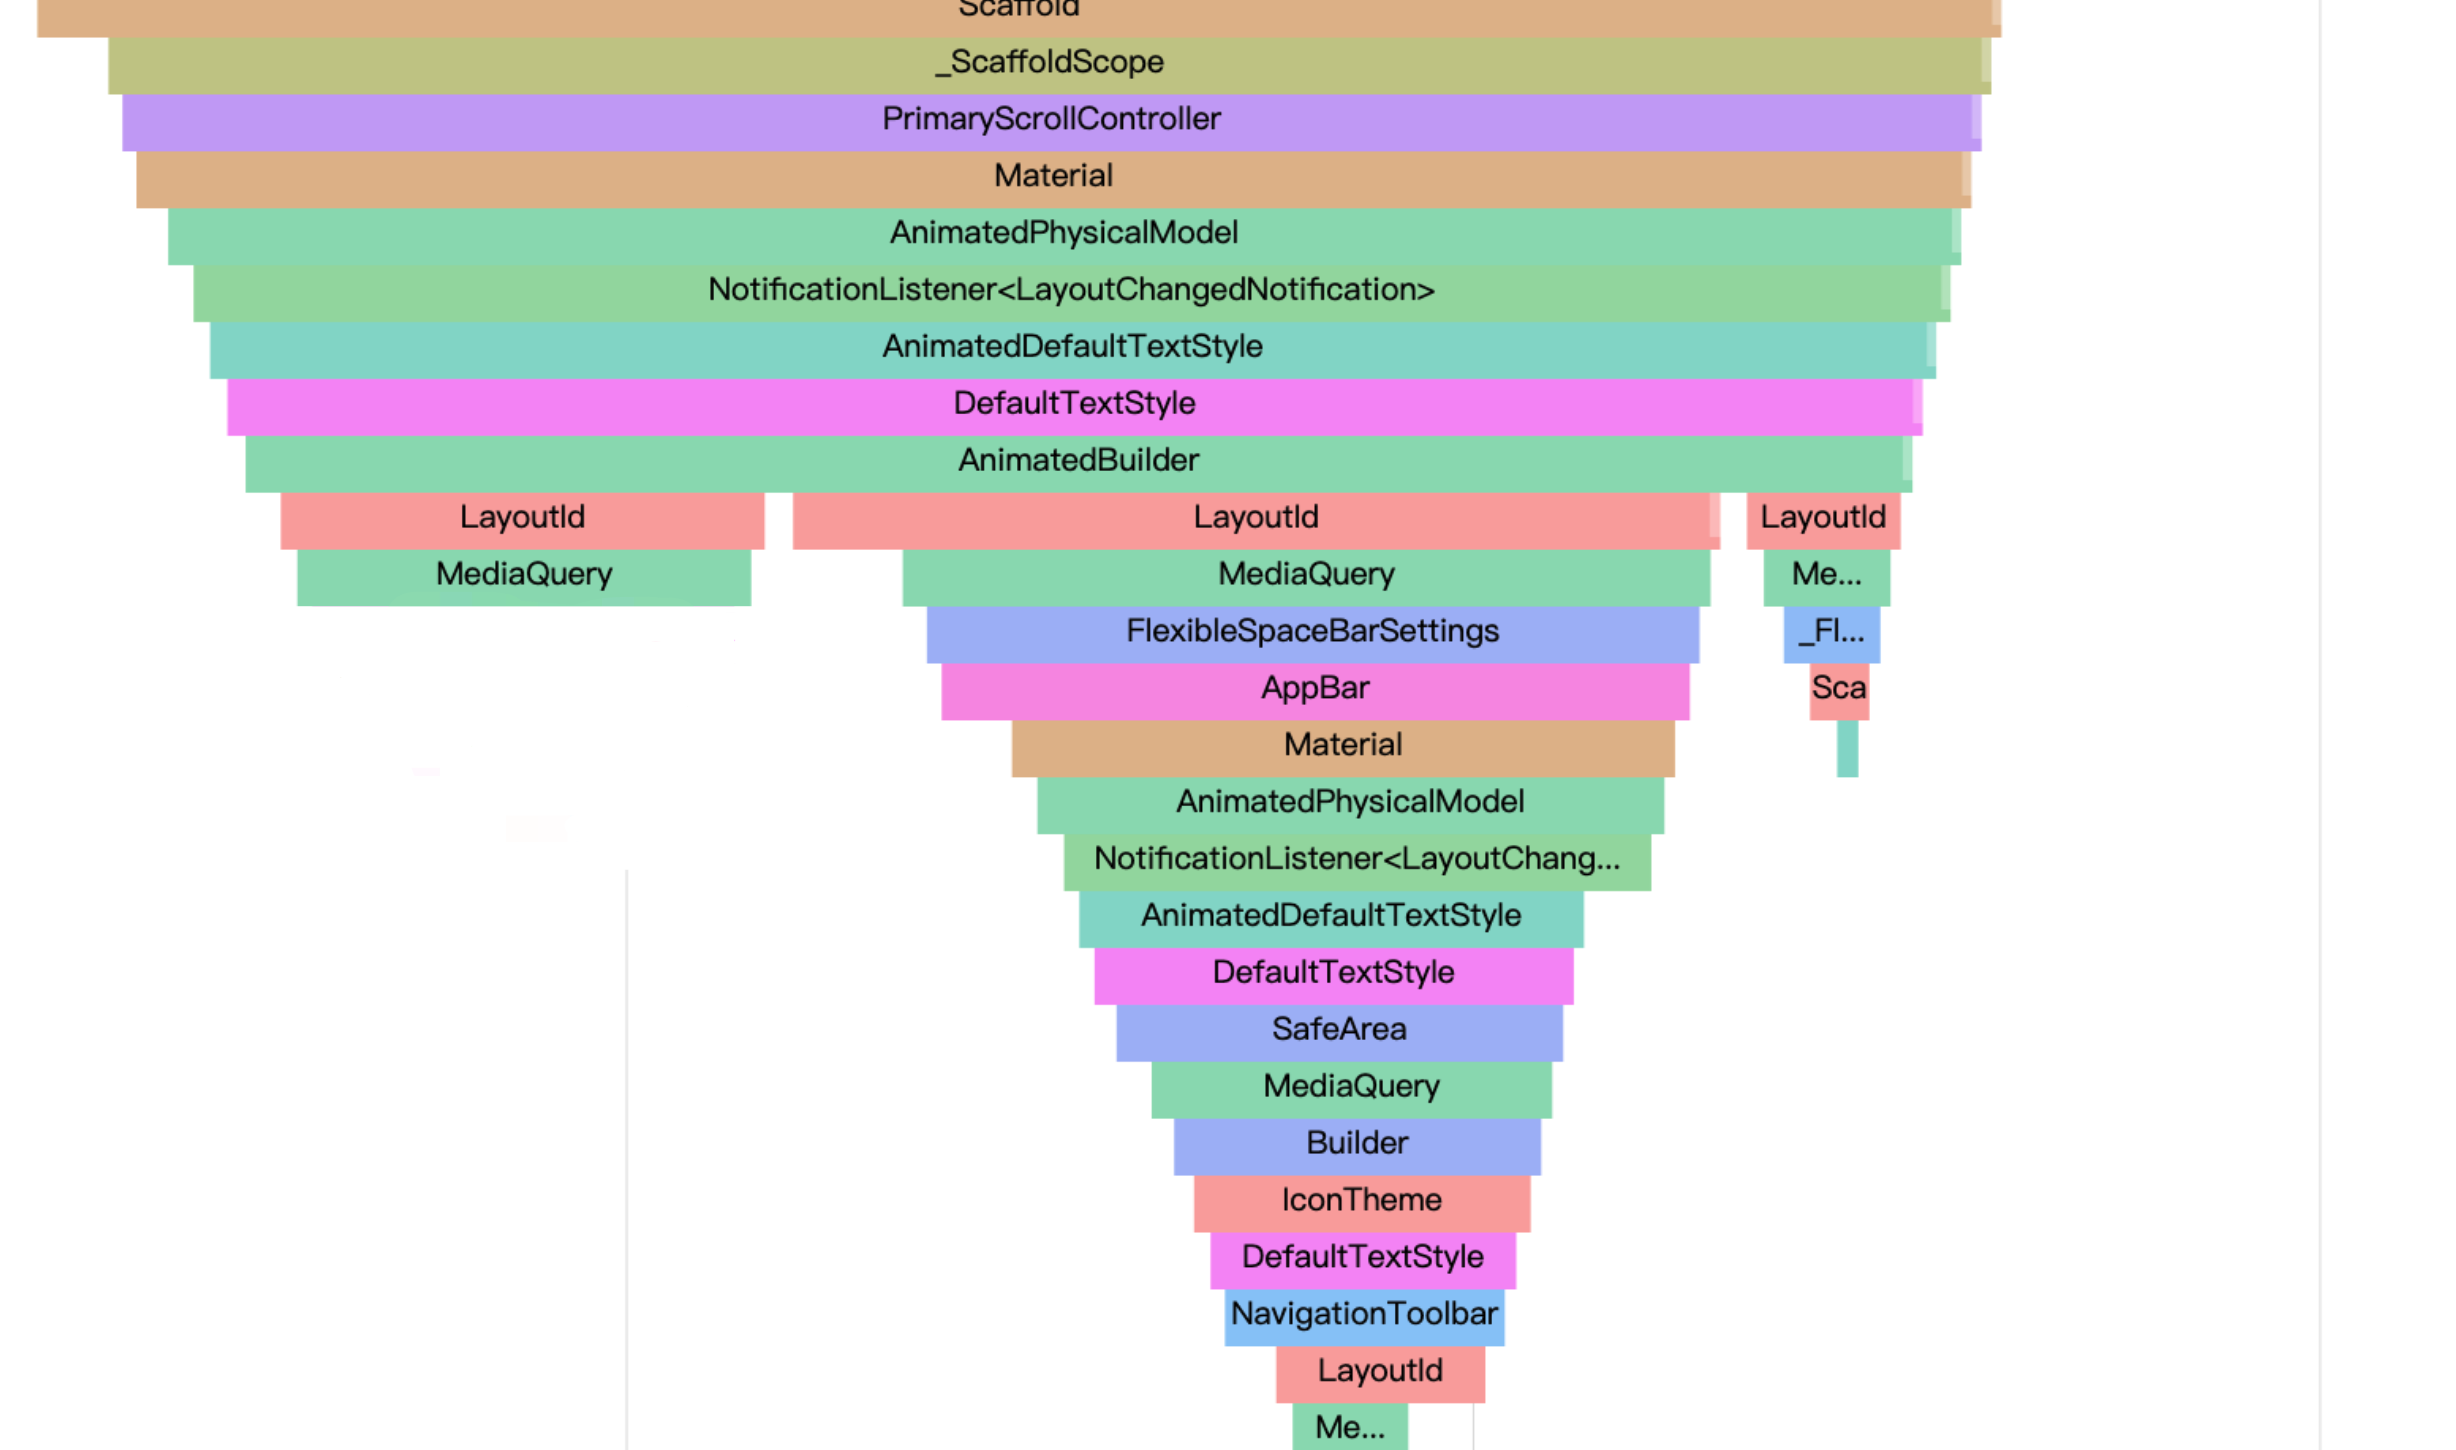 Scaffold
_ScaffoldScope
PrimaryScrollController
Material
AnimatedPhysicalModel
NotificationListener<LayoutChangedNotification>
AnimatedDefaultTextStyle
DefaultTextStyle
AnimatedBuilder
LayoutId LayoutId LayoutId
MediaQuery MediaQuery Me...
FlexibleSpaceBarSettings _Fl...
AppBar Sca
Material
AnimatedPhysicalModel
NotificationListener<LayoutChang...
AnimatedDefaultTextStyle
DefaultTextStyle
SafeArea
MediaQuery
Builder
IconTheme
DefaultTextStyle
NavigationToolbar
LayoutId
Me...